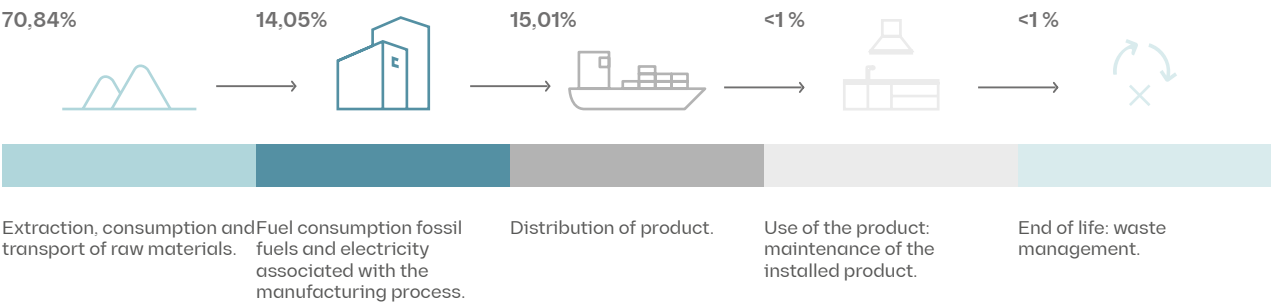 70,84%
14,05%
15,01%
<1 %
<1 %
Extraction, consumption and
transport of raw materials.
Fuel consumption fossil
fuels and electricity
associated with the
manufacturing process.
Distribution of product.
Use of the product:
maintenance of the
installed product.
End of life: waste
management.